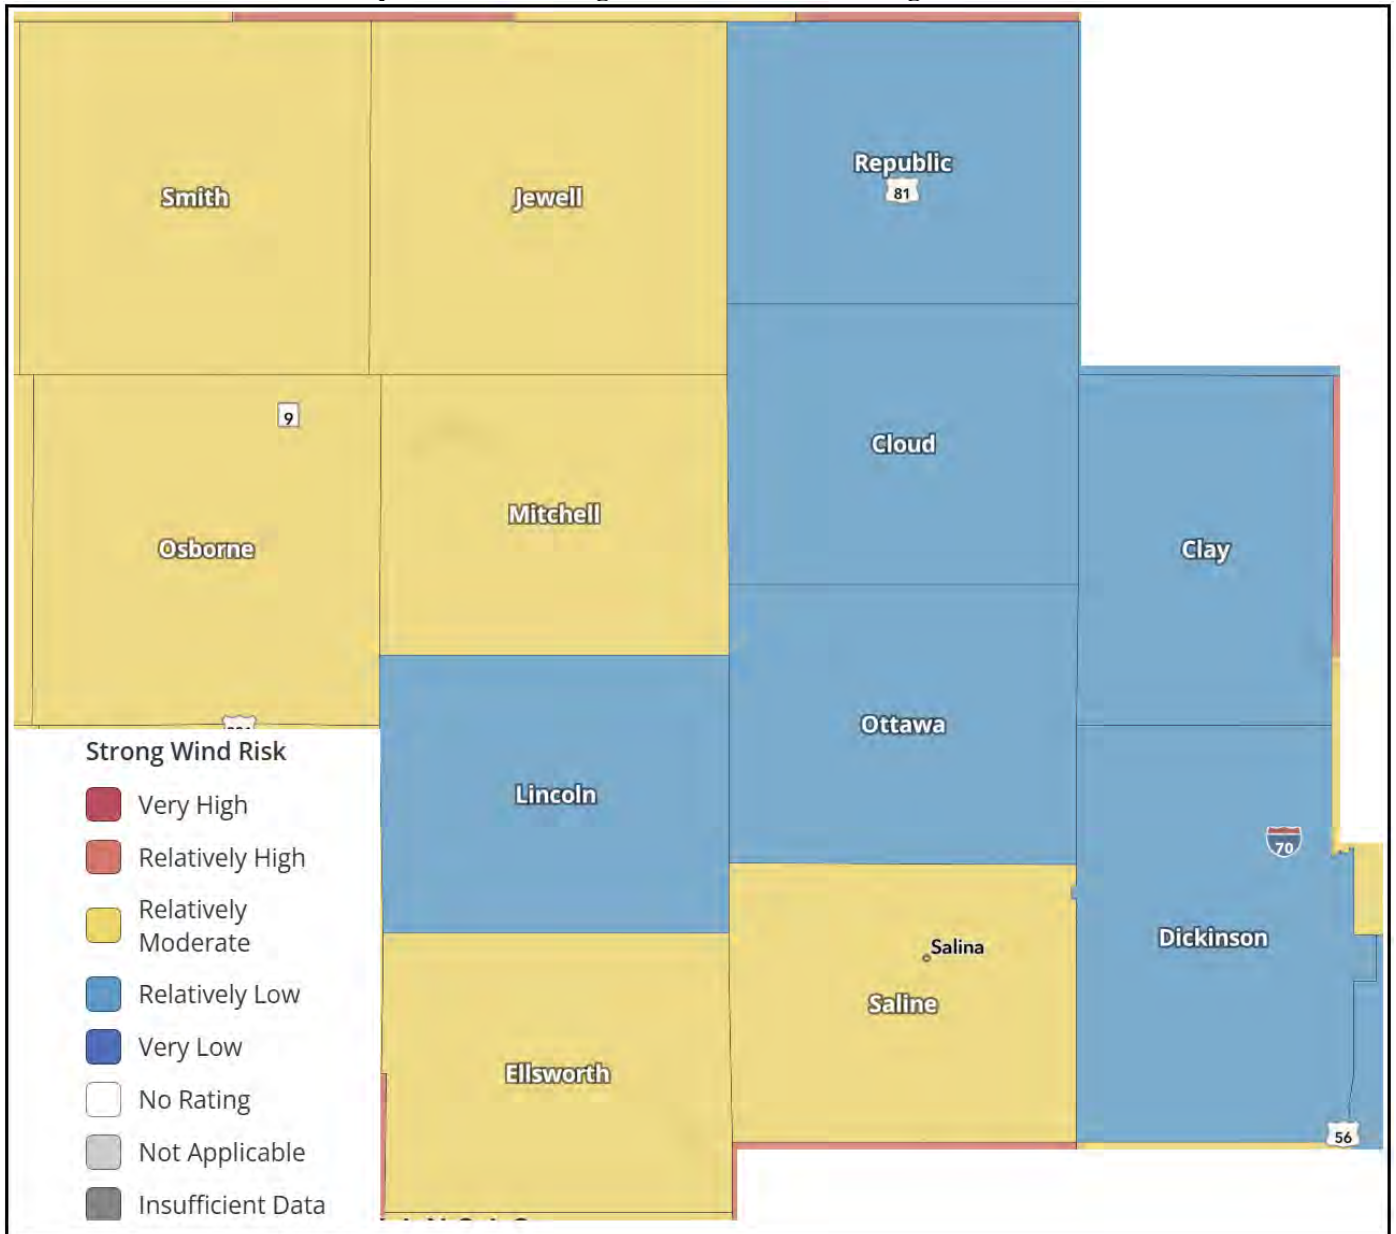 Smith
Jewell
Republic
81
9
Cloud
Mitchell
Osborne
Clay
Ottawa
Strong Wind Risk
Very High
Relatively High
Relatively
Moderate
Relatively Low
Very Low
No Rating
Not Applicable
Insufficient Data
Lincoln
70
Dickinson
Salina
Saline
Ellsworth
56